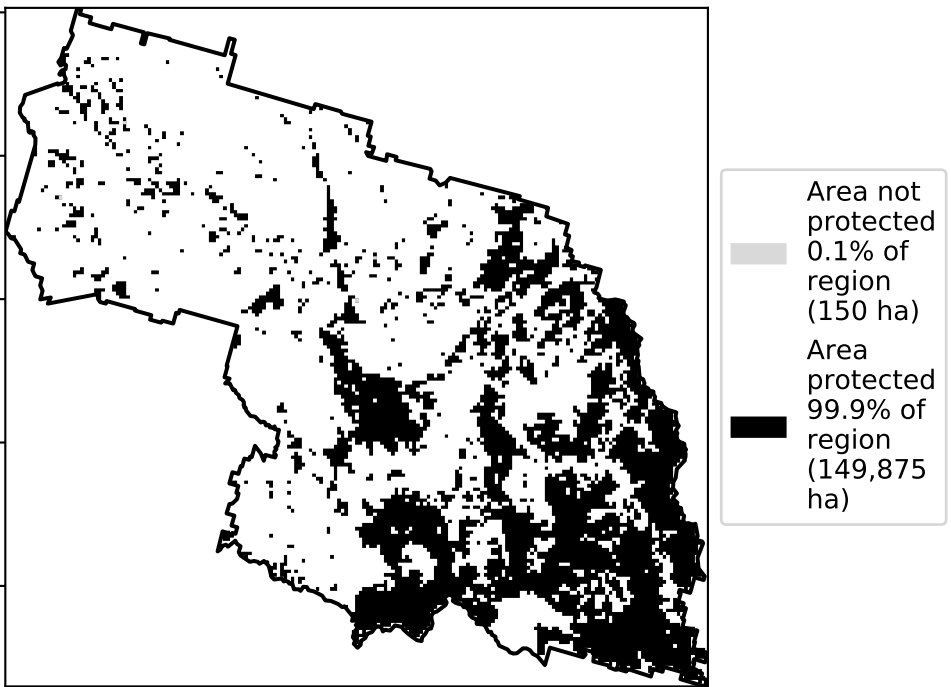 Area not
protected
0.1% of
region
(150 ha)
Area
protected
99.9% of
region
(149,875
ha)